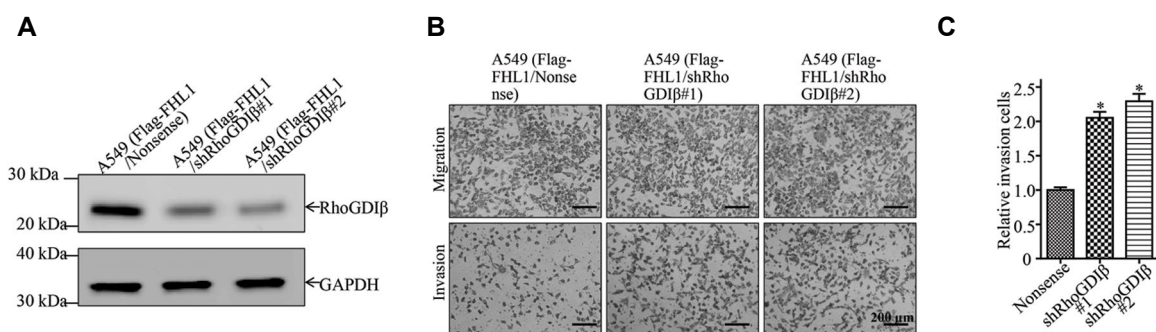 A
A549 (Flag-FHL1
/Nonsense)
A549 (Flag-FHL1
/shRhoGDIβ#1)
A549 (Flag-FHL1
/shRhoGDIβ#2)
30 kDa
20 kDa
RhoGDIβ
40 kDa
30 kDa
GAPDH
B
A549 (Flag-
FHL1/Nonse
nse)
A549 (Flag-
FHL1/shRho
GDIβ#1)
A549 (Flag-
FHL1/shRho
GDIβ#2)
Migration
Invasion
200 μm
C
Relative invasion cells
2.5
2.0
1.5
1.0
.5
0
*
*
Nonsense
shRhoGDIβ
#1
shRhoGDIβ
#2